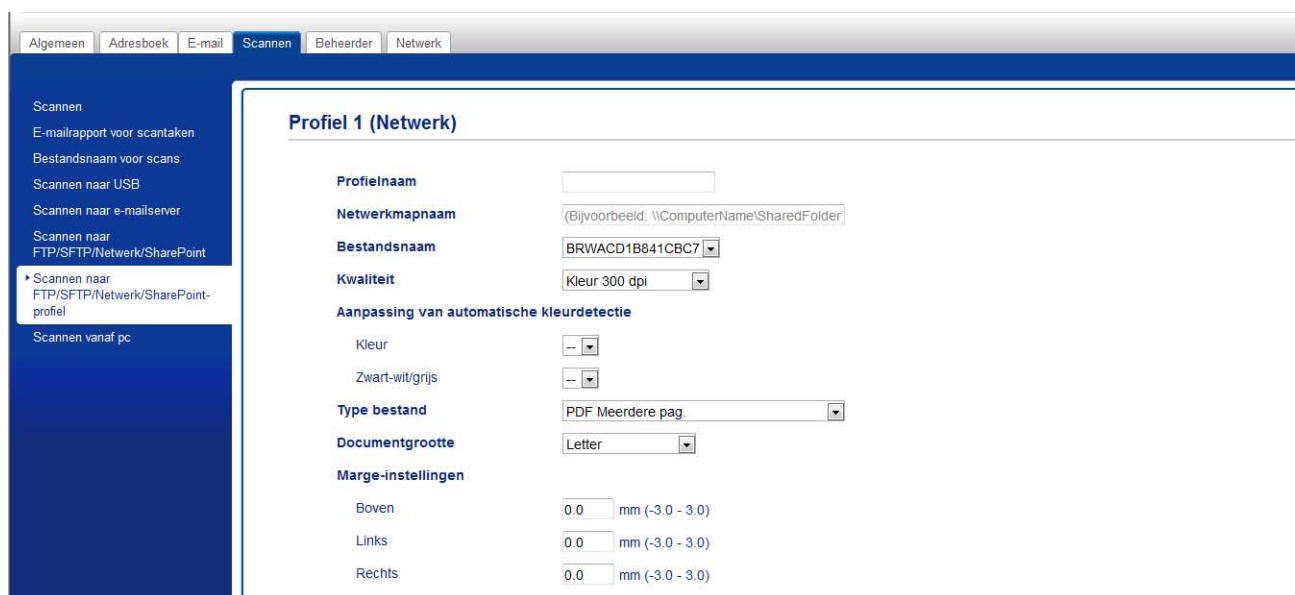 Algemeen Adresboek E-mail Scannen Beheerder Netwerk
Scannen
E-mailrapport voor scantaken
Bestandsnaam voor scans
Scannen naar USB
Scannen naar e-mailserver
Scannen naar
FTP/SFTP/Netwerk/SharePoint
Scannen naar
FTP/SFTP/Netwerk/SharePoint-
profiel
Scannen vanaf pc
Profiel 1 (Netwerk)
Profielnaam
Netwerkmapnaam (Bijvoorbeeld: \\ComputerName\SharedFolder)
Bestandsnaam BRWACD1B841CBC7
Kwaliteit Kleur 300 dpi
Aanpassing van automatische kleurdetectie
Kleur --
Zwart-wit/grijs --
Type bestand PDF Meerdere pag.
Documentgrootte Letter
Marge-instellingen
Boven 0.0 mm (-3.0 - 3.0)
Links 0.0 mm (-3.0 - 3.0)
Rechts 0.0 mm (-3.0 - 3.0)